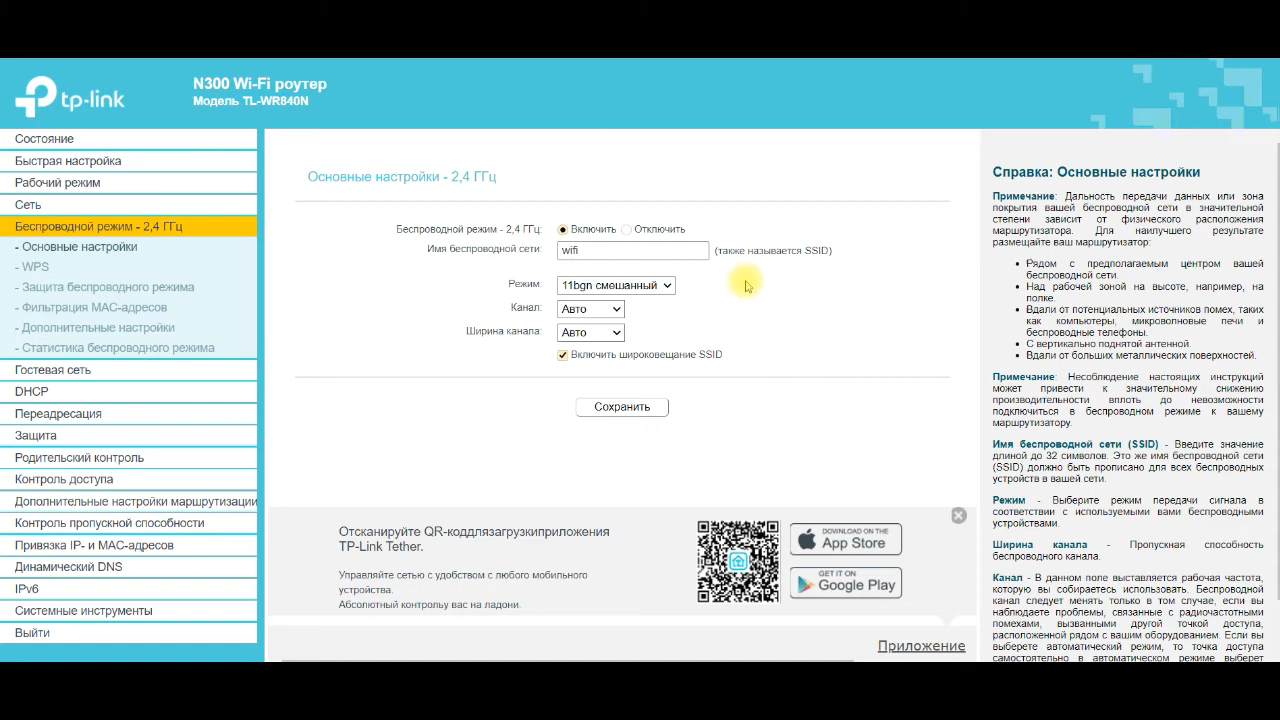 tp-link
N300 Wi-Fi роутер
Модель TL-WR840N
Состояние
Быстрая настройка
Рабочий режим
Сеть
Беспроводной режим - 2,4 ГГц
- Основные настройки
- WPS
- Защита беспроводного режима
- Фильтрация MAC-адресов
- Дополнительные настройки
- Статистика беспроводного режима
Гостевая сеть
DHCP
Переадресация
Защита
Родительский контроль
Контроль доступа
Дополнительные настройки маршрутизации
Контроль пропускной способности
Привязка IP- и MAC-адресов
Динамический DNS
IPv6
Системные инструменты
Выйти
Основные настройки - 2,4 ГГц
Беспроводной режим - 2,4 ГГц: Включить Отключить
Имя беспроводной сети: wifi (также называется SSID)
Режим: 11bgn смешанный
Канал: Авто
Ширина канала: Авто
Включить широковещание SSID
Сохранить
Отсканируйте QR-коддлязагрузкиприложения
TP-Link Tether.
Управляйте сетью с удобством с любого мобильного
устройства.
Абсолютный контрольу вас на ладони.
DOWNLOAD ON THE
App Store
GET IT ON
Google Play
Приложение
Справка: Основные настройки
Примечание: Дальность передачи данных или зона
покрытия вашей беспроводной сети в значительной
степени зависит от физического расположения
маршрутизатора. Для наилучшего результата
размещайте ваш маршрутизатор:
• Рядом с предполагаемым центром вашей
беспроводной сети.
• Над рабочей зоной на высоте, например, на
полке.
• Вдали от потенциальных источников помех, таких
как компьютеры, микроволновые печи и
беспроводные телефоны.
• С вертикально поднятой антенной.
• Вдали от больших металлических поверхностей.
Примечание: Несоблюдение настоящих инструкций
может привести к значительному снижению
производительности вплоть до невозможности
подключиться в беспроводном режиме к вашему
маршрутизатору.
Имя беспроводной сети (SSID) - Введите значение
длиной до 32 символов. Это же имя беспроводной сети
(SSID) должно быть прописано для всех беспроводных
устройств в вашей сети.
Режим - Выберите режим передачи сигнала в
соответствии с используемыми вами беспроводными
устройствами.
Ширина канала - Пропускная способность
беспроводного канала.
Канал - В данном поле выставляется рабочая частота,
которую вы собираетесь использовать. Беспроводной
канал следует менять только в том случае, если вы
наблюдаете проблемы, связанные с радиочастотными
помехами, вызванными другой точкой доступа,
расположенной рядом с вашим оборудованием. Если вы
выберете автоматический режим, то точка доступа
самостоятельно в автоматическом режиме выберет